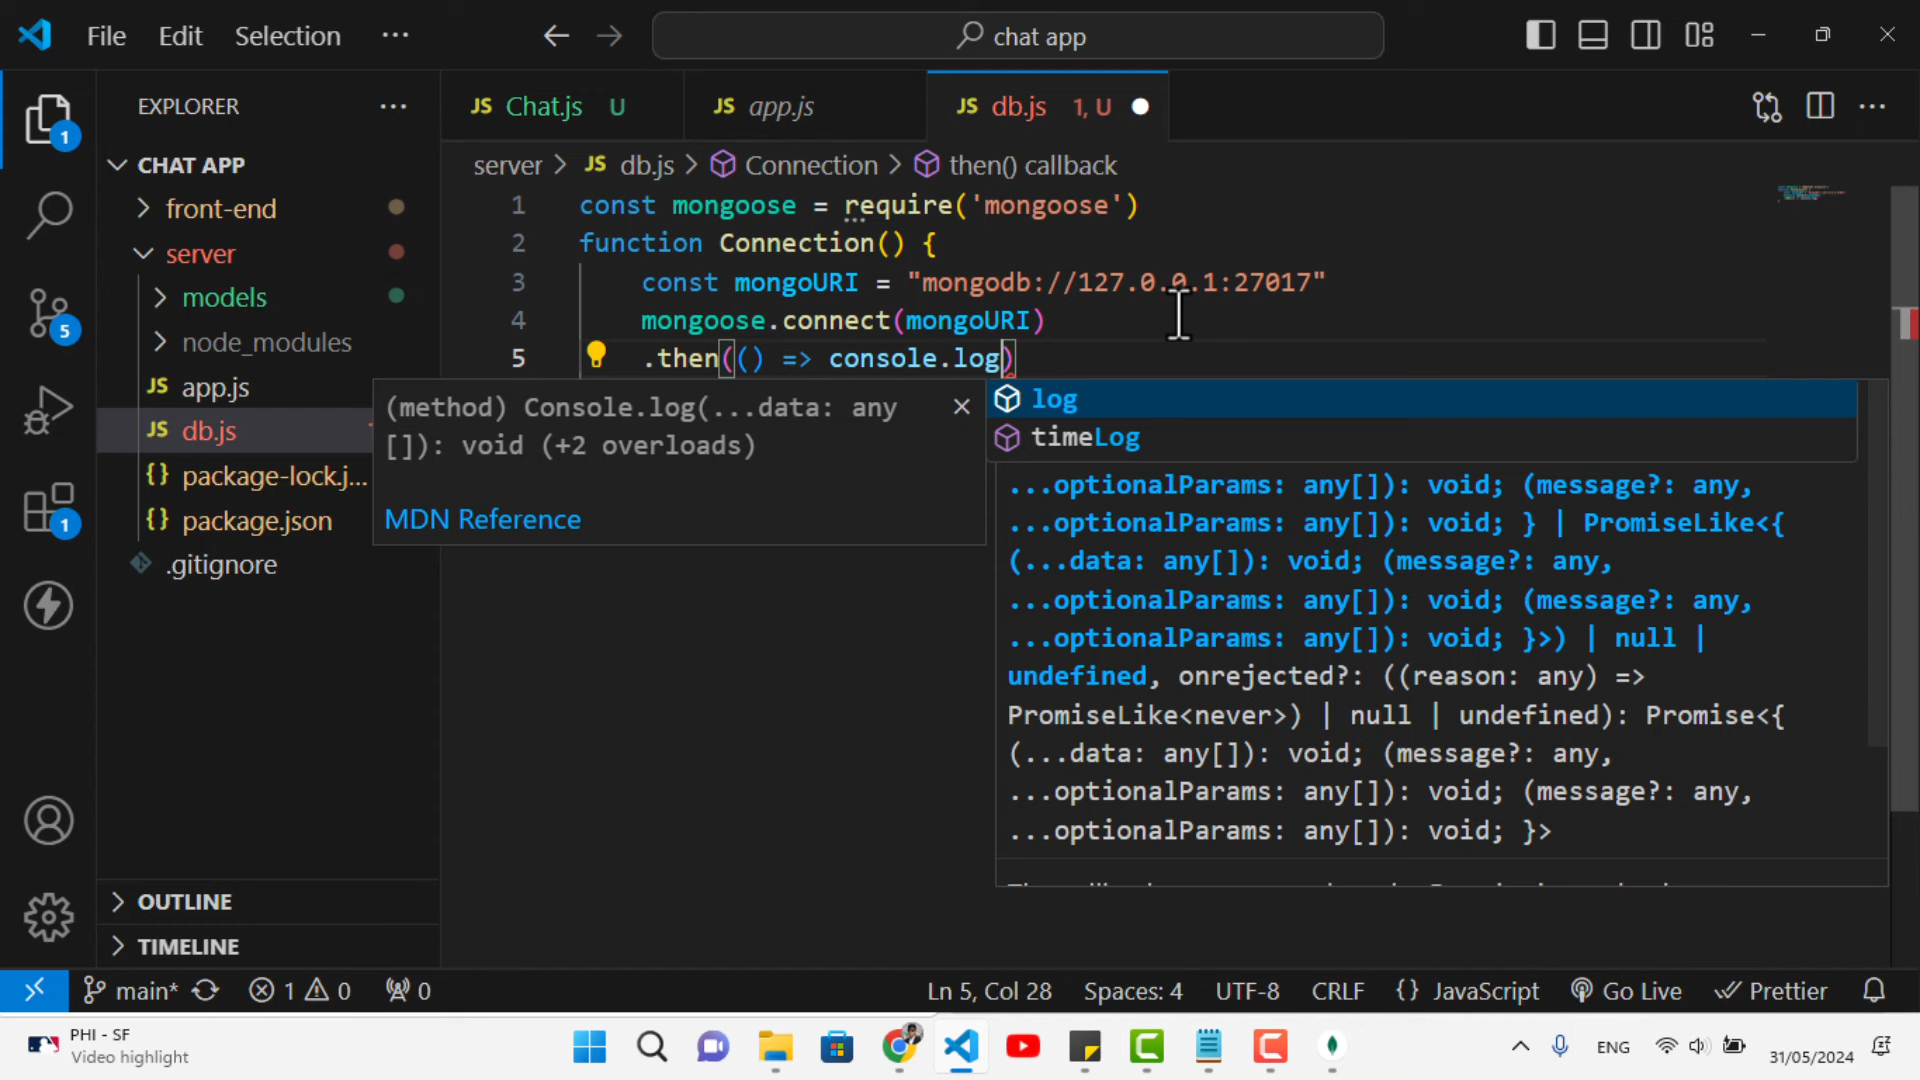 File Edit Selection ···
chat app
EXPLORER ···
CHAT APP
front-end
server
models
node_modules
JS app.js
JS db.js
{} package-lock.j...
{} package.json
.gitignore
OUTLINE
TIMELINE
1
5
1
JS Chat.js U
JS app.js
JS db.js 1, U
server > JS db.js > Connection > then() callback
1 const mongoose = require('mongoose')
2 function Connection() {
3 const mongoURI = "mongodb://127.0.0.1:27017"
4 mongoose.connect(mongoURI)
5 .then(() => console.log)
(method) Console.log(...data: any
[]): void (+2 overloads)
MDN Reference
log
timeLog
...optionalParams: any[]): void; (message?: any,
...optionalParams: any[]): void; } | PromiseLike<{
(...data: any[]): void; (message?: any,
...optionalParams: any[]): void; (message?: any,
...optionalParams: any[]): void; }>) | null |
undefined, onrejected?: ((reason: any) =>
PromiseLike<never>) | null | undefined): Promise<{
(...data: any[]): void; (message?: any,
...optionalParams: any[]): void; (message?: any,
...optionalParams: any[]): void; }>
main* 1 0 0 Ln 5, Col 28 Spaces: 4 UTF-8 CRLF {} JavaScript Go Live Prettier
PHI - SF
Video highlight
ENG
31/05/2024